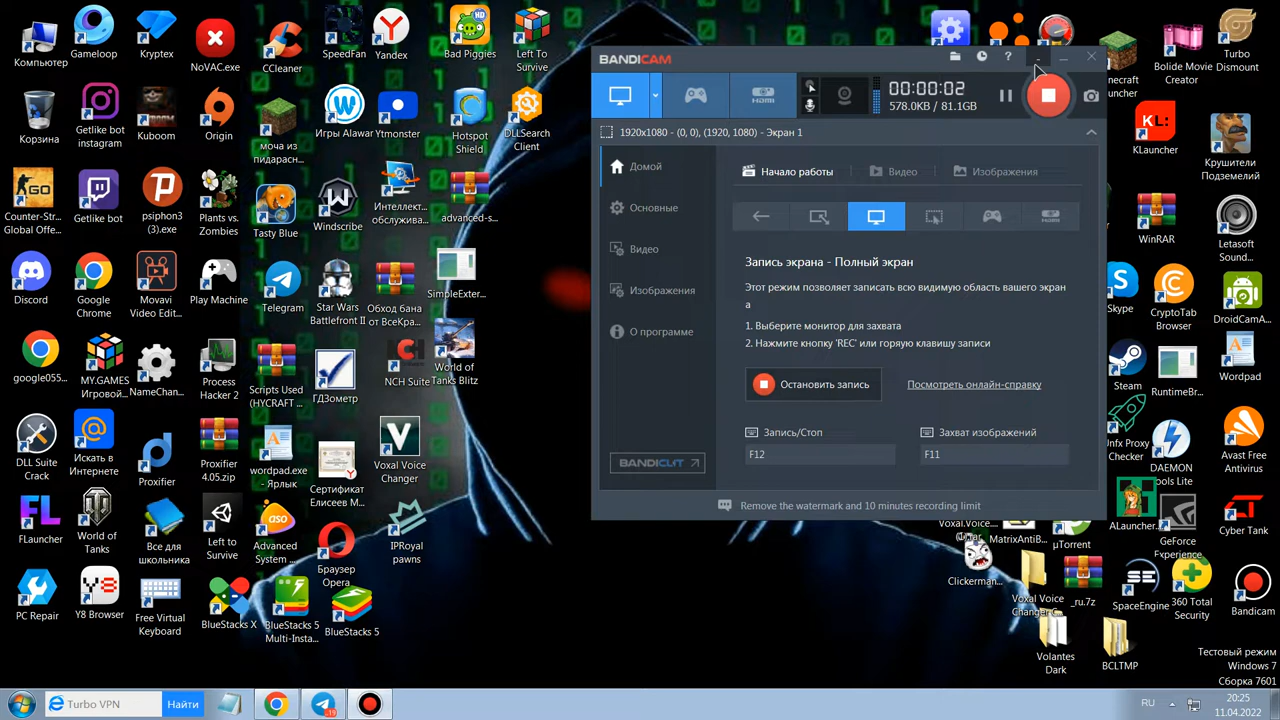 Компьютер
Gameloop
Kryptex
NoVAC.exe
CCleaner
SpeedFan
Yandex
Bad Piggies
Left To
Survive
Корзина
Getlike bot
instagram
Kuboom
Origin
моча из
пидарасн...
Игры Alawar
Ytmonster
Hotspot
Shield
DLLSearch
Client
Counter-Str...
Global Offe...
Getlike bot
psiphon3
(3).exe
Plants vs.
Zombies
Tasty Blue
Windscribe
Интеллект...
обслужива...
advanced-s...
Discord
Google
Chrome
Movavi
Video Edit...
Play Machine
Telegram
Star Wars
Battlefront II
Обход бана
от ВсеКра...
SimpleExter...
google055...
MY.GAMES
Игровой...
NameChan...
Process
Hacker 2
Scripts Used
(HYCRAFT ...
ГДЗометр
NCH Suite
World of
Tanks Blitz
DLL Suite
Crack
Искать в
Интернете
Proxifier
Proxifier
4.05.zip
wordpad.exe
- Ярлык
Сертификат
Елисеев М...
Voxal Voice
Changer
FLauncher
World of
Tanks
Все для
школьника
Left to
Survive
Advanced
System ...
Браузер
Opera
IPRoyal
pawns
PC Repair
Y8 Browser
Free Virtual
Keyboard
BlueStacks X
BlueStacks 5
Multi-Insta...
BlueStacks 5
BANDICAM
HDMI
00:00:02
578.0KB / 81.1GB
1920x1080 - (0, 0), (1920, 1080) - Экран 1
Домой
Основные
Видео
Изображения
О программе
BANDICUT
Начало работы
Видео
Изображения
Запись экрана - Полный экран
Этот режим позволяет записать всю видимую область вашего экран
а
1. Выберите монитор для захвата
2. Нажмите кнопку 'REC' или горяую клавишу записи
Остановить запись
Посмотреть онлайн-справку
Запись/Стоп
Захват изображений
F12
F11
Remove the watermark and 10 minutes recording limit
Bolide Movie
Creator
Turbo
Dismount
KL:
KLauncher
Крушители
Подземелий
WinRAR
Letasoft
Sound...
Skype
CryptoTab
Browser
DroidCamA...
Steam
RuntimeBr...
Wordpad
Unfx Proxy
Checker
DAEMON
Tools Lite
Avast Free
Antivirus
ALauncher...
GeForce
Experience
Cyber Tank
Voxal.Voice...
MatrixAntiB...
µTorrent
Clickerman...
Voxal Voice
Changer C...
_ru.7z
SpaceEngine
360 Total
Security
Bandicam
Volantes
Dark
BCLTMP
Тестовый режим
Windows 7
Сборка 7601
Turbo VPN
Найти
RU
20:25
11.04.2022